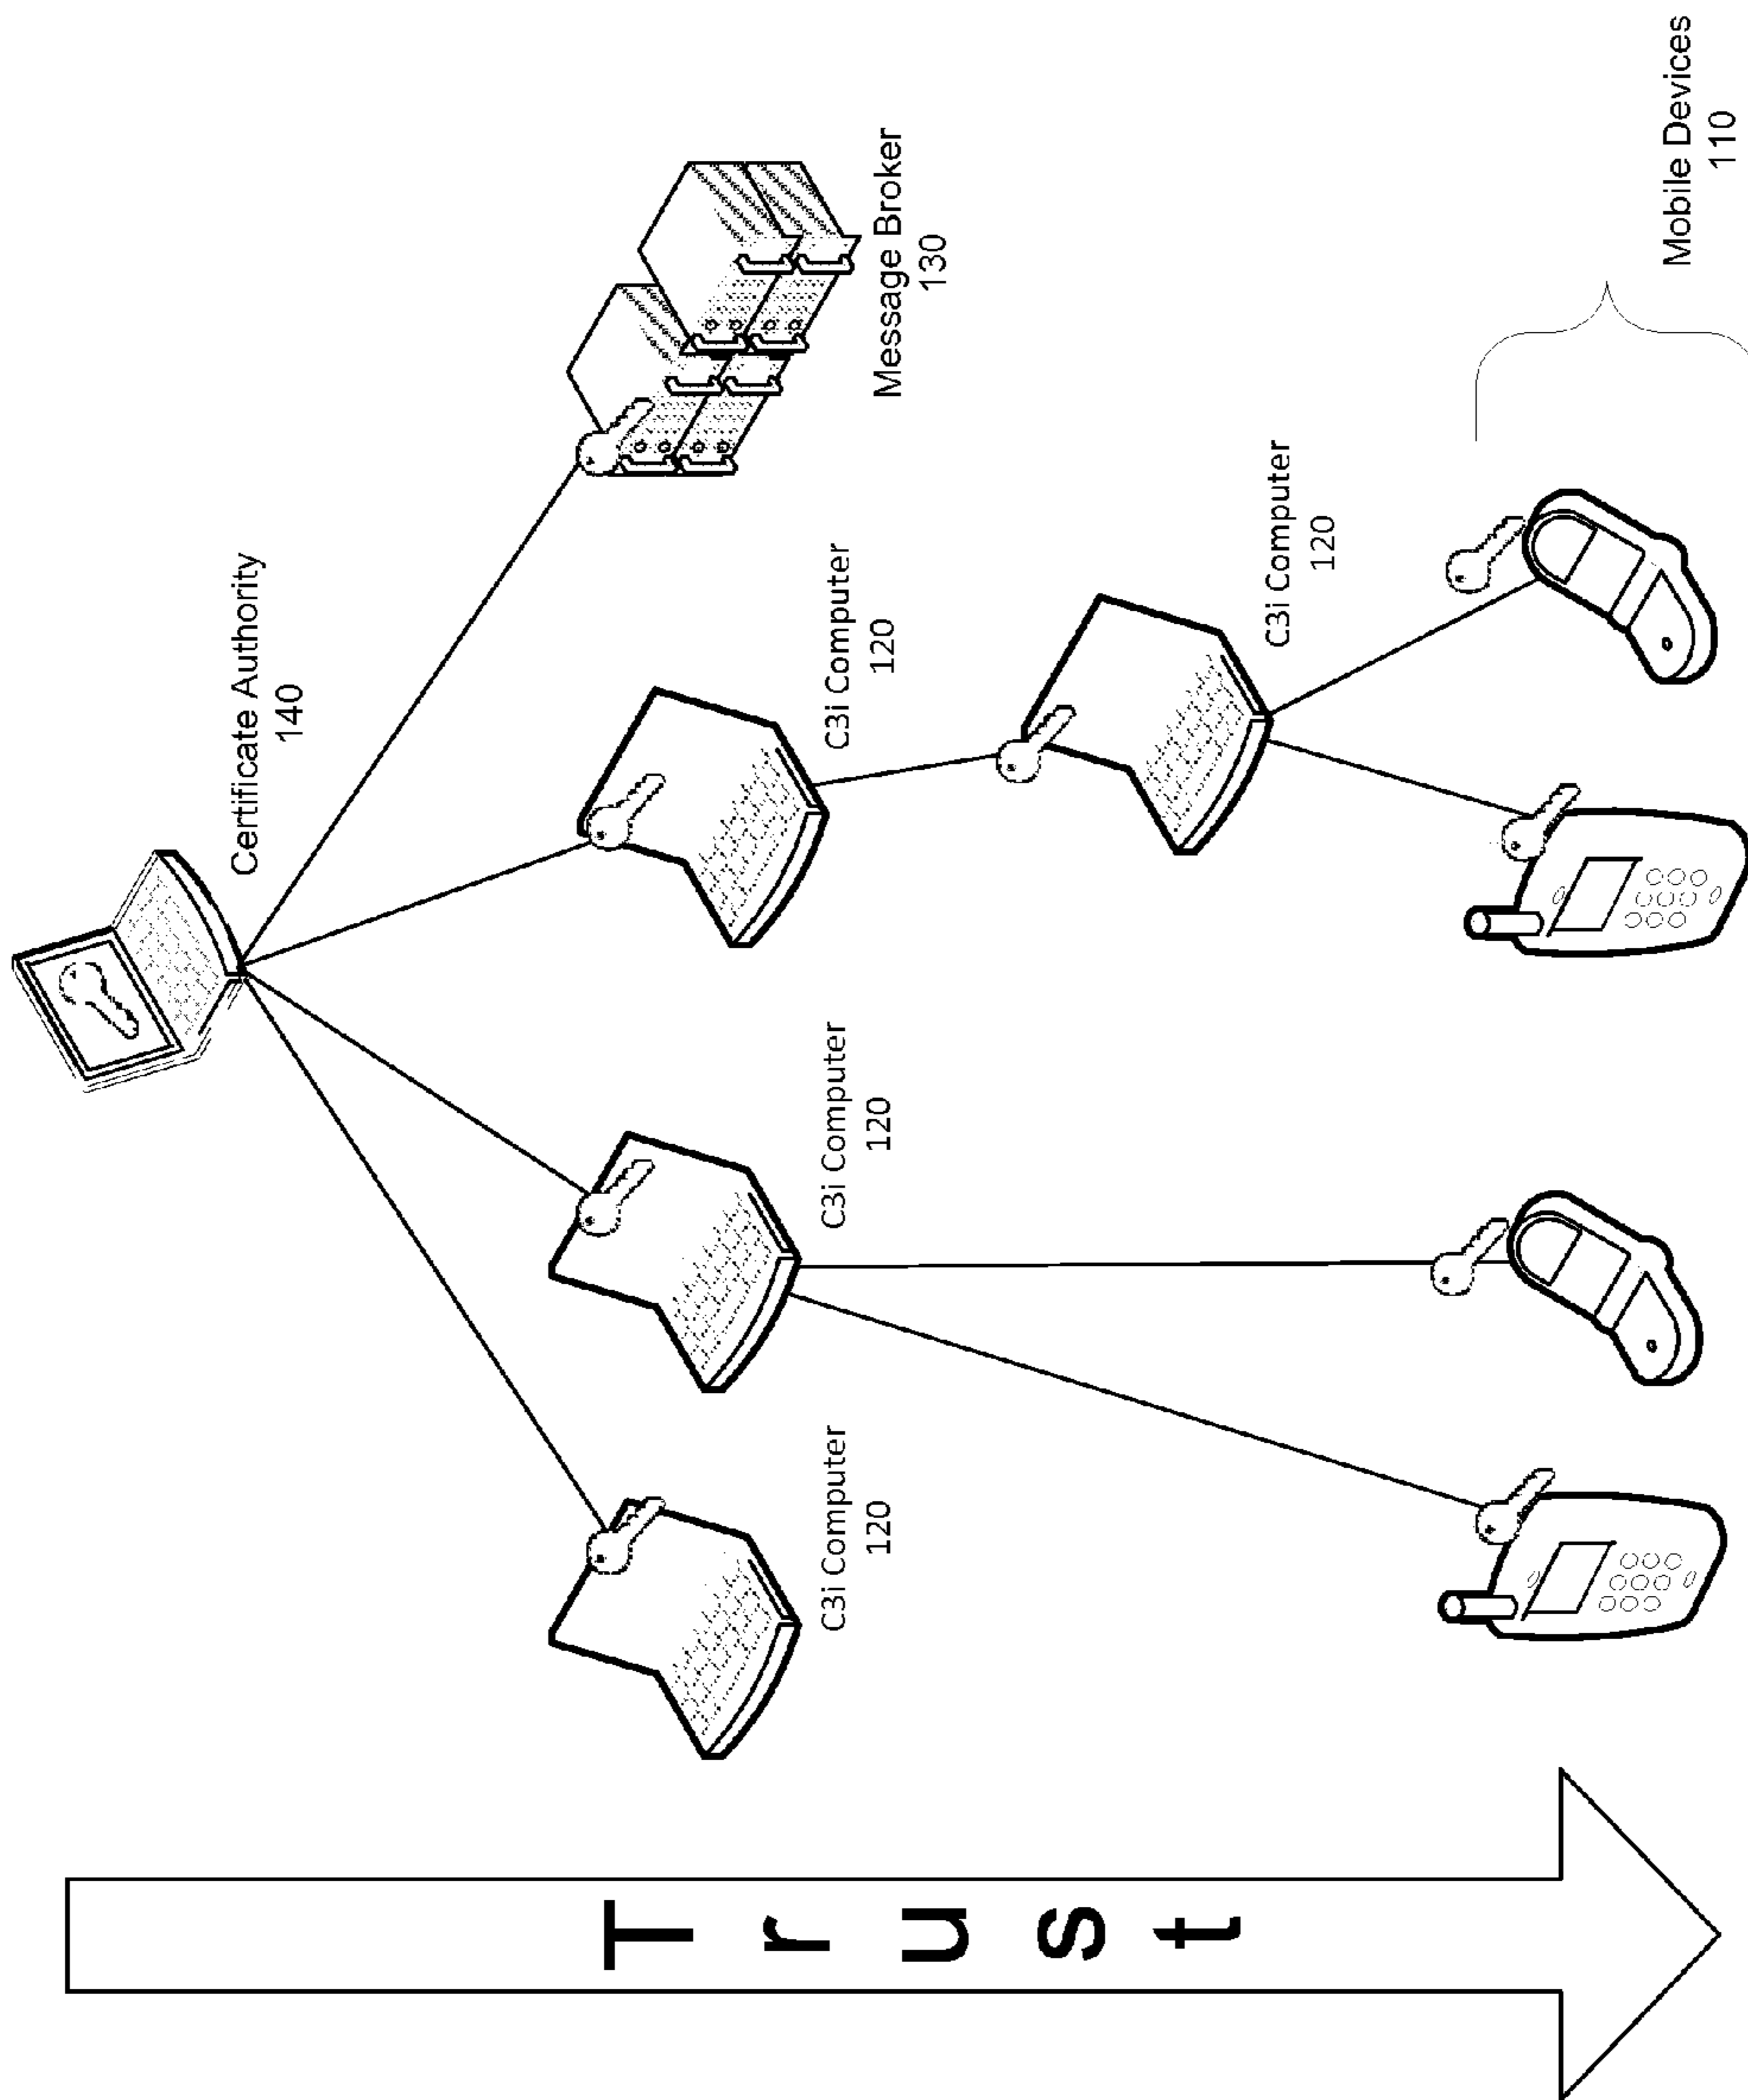 Certificate Authority
140
Message Broker
130
C3i Computer
120
C3i Computer
120
C3i Computer
120
C3i Computer
120
Mobile Devices
110
Trust